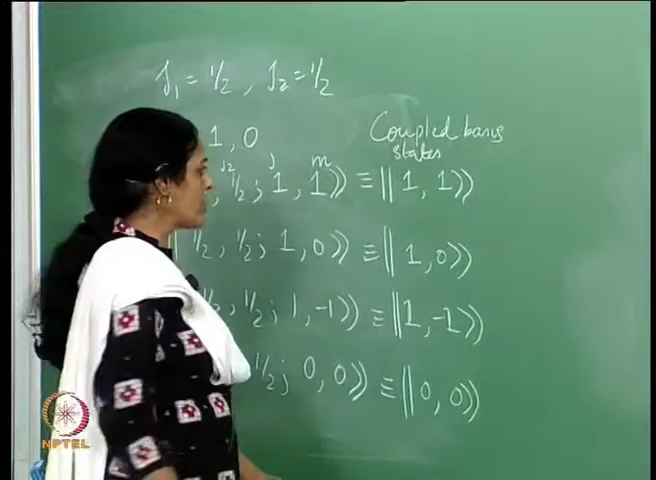 J₁ = 1/2 , J₂ = 1/2
1, 0
Coupled basis
states
j₂ j m
1/2; 1, 1⟩⟩ ≡ ||1, 1⟩⟩
1/2, 1/2; 1, 0⟩⟩ ≡ ||1, 0⟩⟩
1/2, 1/2; 1, -1⟩⟩ ≡ ||1, -1⟩⟩
1/2; 0, 0⟩⟩ ≡ ||0, 0⟩⟩
NPTEL